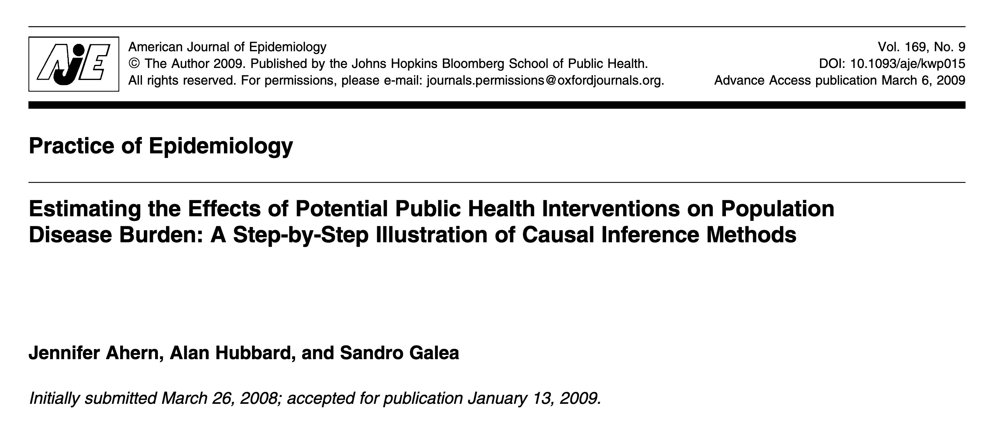 AJE
American Journal of Epidemiology
© The Author 2009. Published by the Johns Hopkins Bloomberg School of Public Health.
All rights reserved. For permissions, please e-mail: journals.permissions@oxfordjournals.org.
Vol. 169, No. 9
DOI: 10.1093/aje/kwp015
Advance Access publication March 6, 2009
Practice of Epidemiology
Estimating the Effects of Potential Public Health Interventions on Population
Disease Burden: A Step-by-Step Illustration of Causal Inference Methods
Jennifer Ahern, Alan Hubbard, and Sandro Galea
Initially submitted March 26, 2008; accepted for publication January 13, 2009.